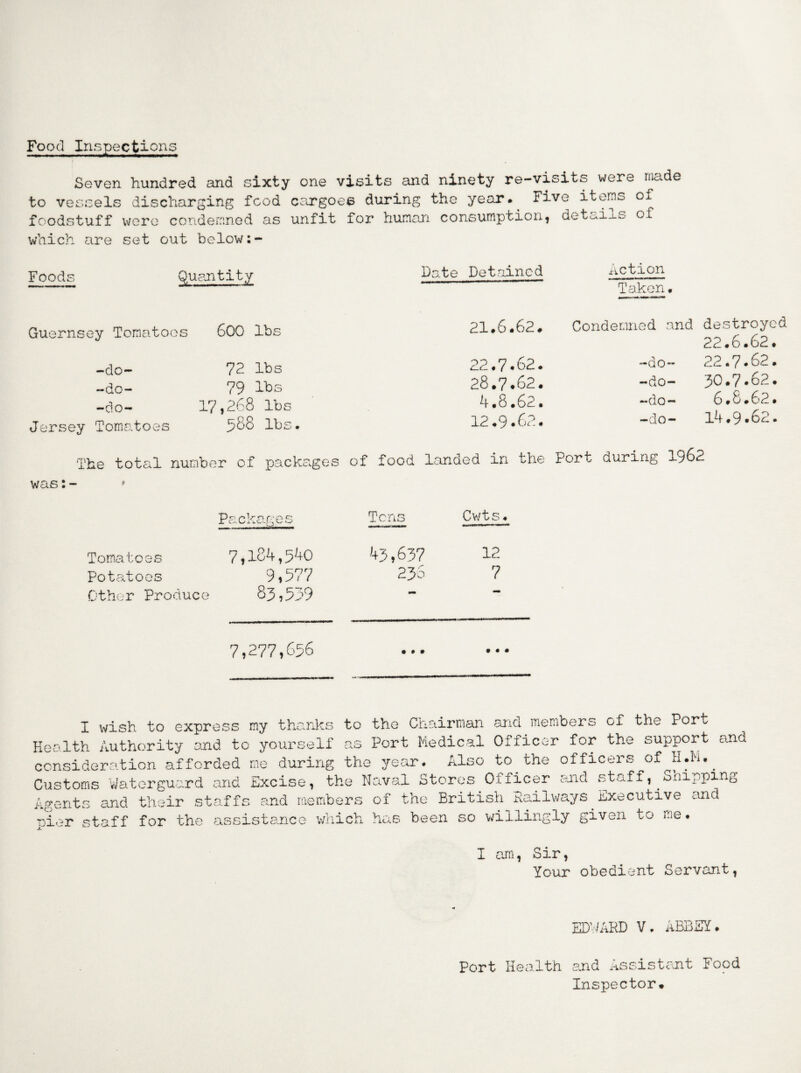 Food Inspections
Seven hundred and sixty one visits and ninety re-visits were made
to vessels discharging food cargoes during the year. Five items of
foodstuff were condemned as unfit for human consumption, details of
which are set out below:-
Foods Quantity Date Detained Action
Taken.
Guernsey Tomatoes 600 lbs 21.6.62. Condemned and destroyed
22.6.62.
-do- 72 lbs 22.7.62. -do- 22.7.62.
-do- 79 lbs 28.7.62. -do- 30.7.62.
-do- 17,268 lbs 4.8.62. -do- 6.8.62.
Jersey Tomatoes 588 lbs. 12.9.62. -do- 14.9.62.
The total number of packages of food landed in the Port during 1962
was:-
Packages Tons Cwts.
Tomatoes 7,184,540 43,637 12
Potatoes 9,577 236 7
Other Produce 83,539 - -
7,277,656 ... ...
I wish to express my thanks to the Chairman and members of the Port
Health Authority and to yourself as Port Medical Officer for the support and
consideration afforded me during the year. Also to the officers of H.M.
Customs Waterguard and Excise, the Naval Stores Officer and staff, Shipping
Agents and their staffs and members of the British Railways Executive and
pier staff for the assistance which has been so willingly given to me.
I am, Sir,
Your obedient Servant,
EDWARD V. ABBEY.
Port Health and Assistant Food
Inspector.